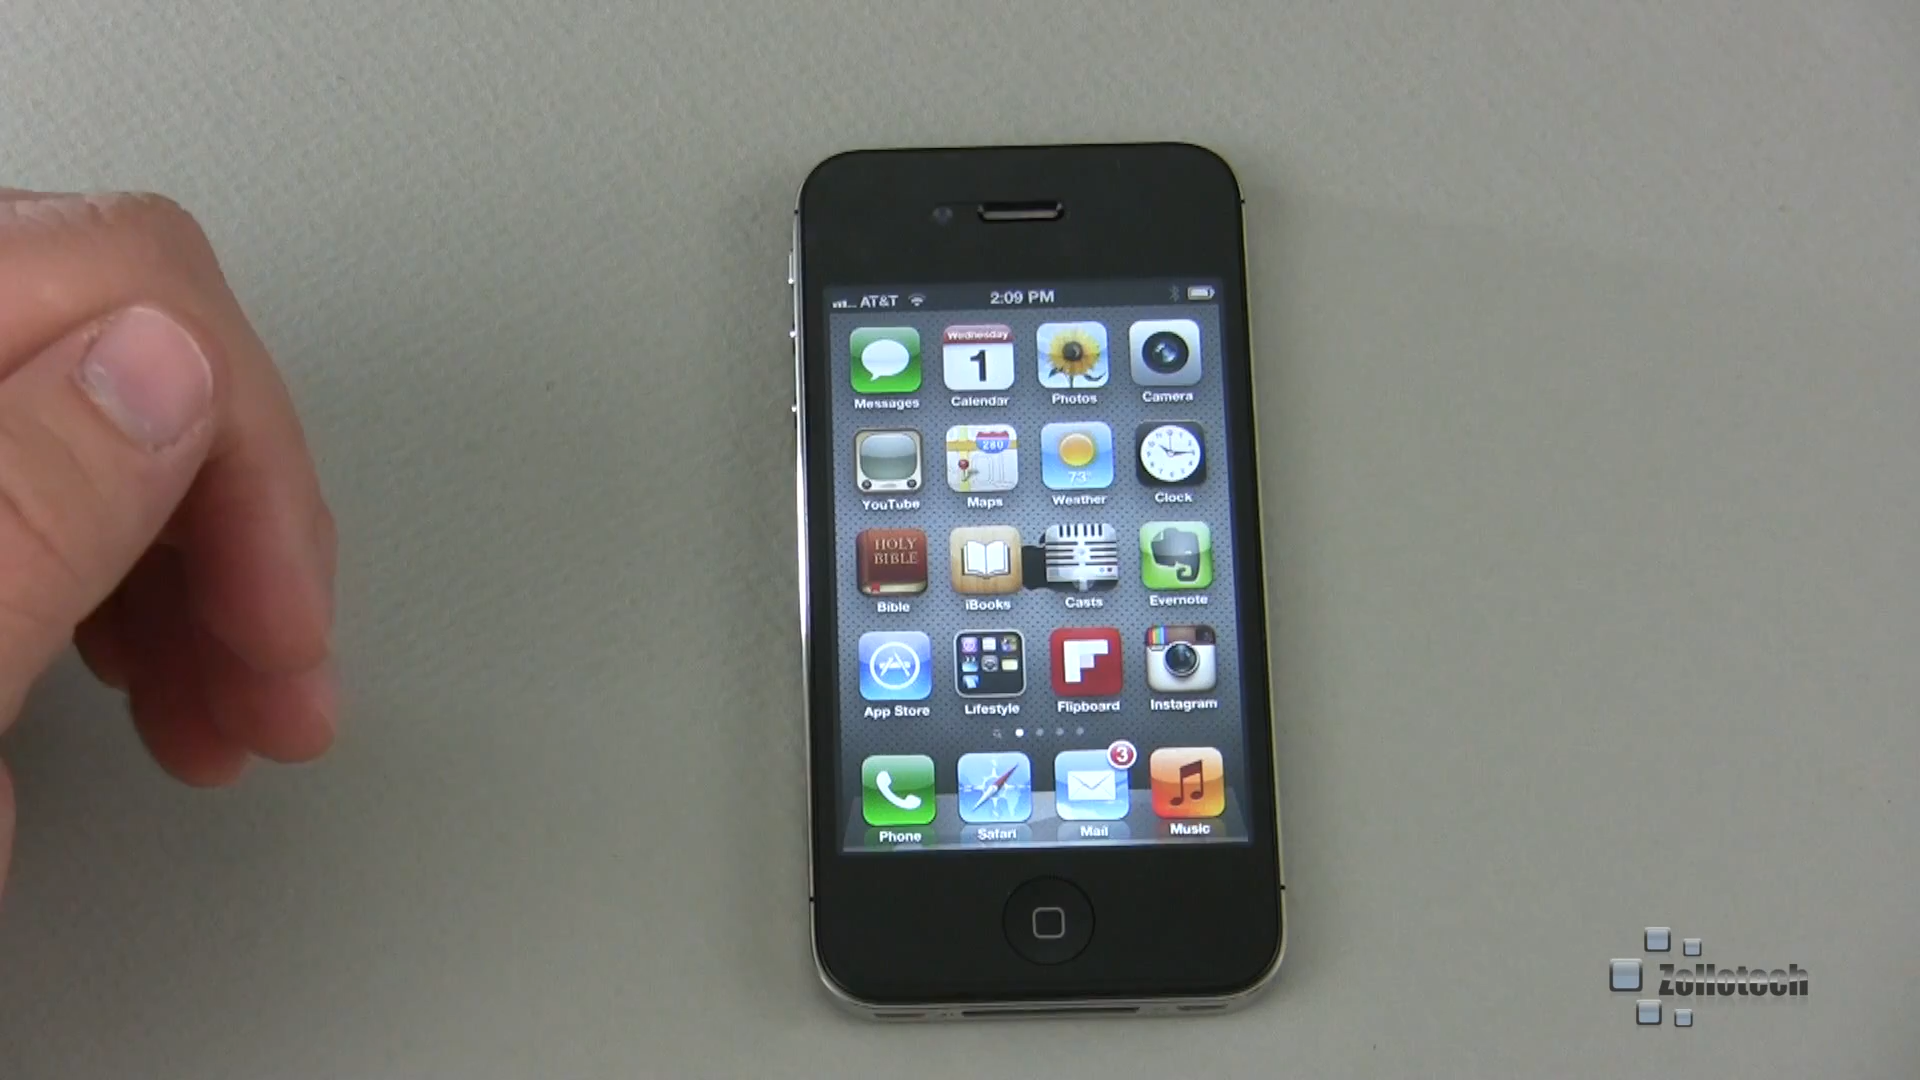 AT&T 2:09 PM
Wednesday
1
280
73°
Messages Calendar Photos Camera
YouTube Maps Weather Clock
HOLY
BIBLE
Bible iBooks Casts Evernote
App Store Lifestyle Flipboard Instagram
3
Phone Safari Mail Music
Zollotech